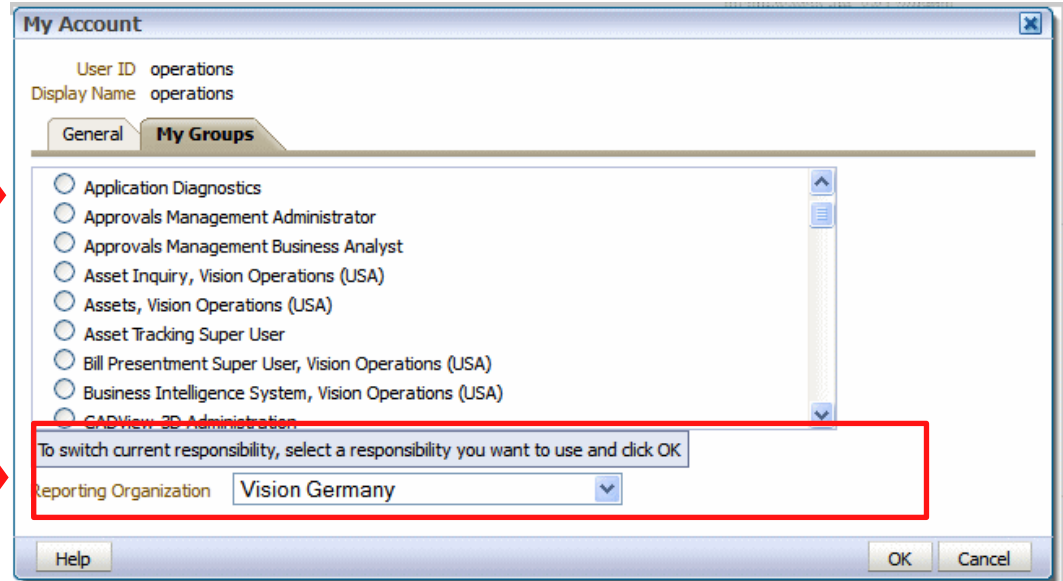 My Account
User ID operations
Display Name operations
General My Groups
Application Diagnostics
Approvals Management Administrator
Approvals Management Business Analyst
Asset Inquiry, Vision Operations (USA)
Assets, Vision Operations (USA)
Asset Tracking Super User
Bill Presentment Super User, Vision Operations (USA)
Business Intelligence System, Vision Operations (USA)
CADView-3D Administration
To switch current responsibility, select a responsibility you want to use and click OK
Reporting Organization Vision Germany
Help OK Cancel